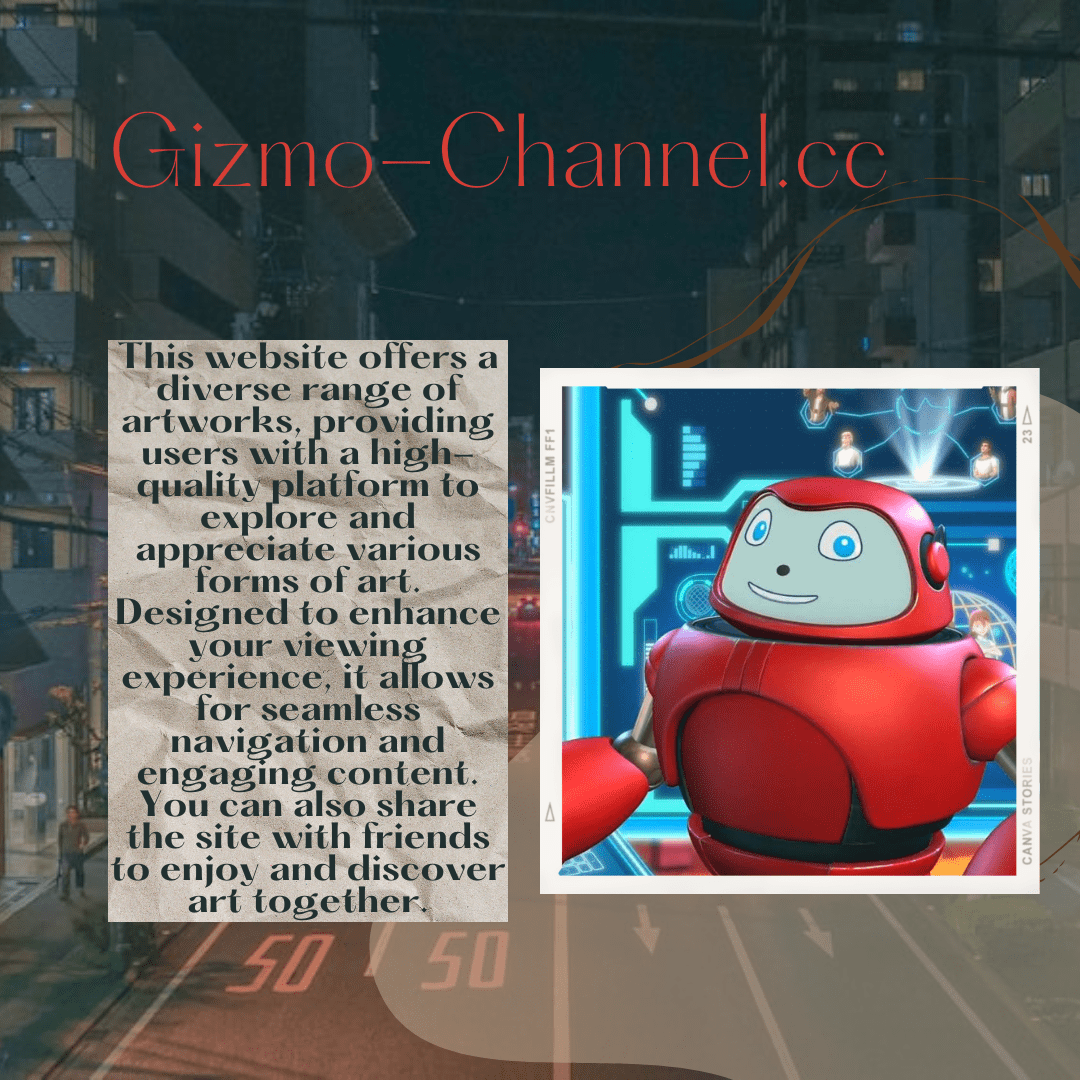 Gizmo-Channel.cc
This website offers a
diverse range of
artworks, providing
users with a high-
quality platform to
explore and
appreciate various
forms of art.
Designed to enhance
your viewing
experience, it allows
for seamless
navigation and
engaging content.
You can also share
the site with friends
to enjoy and discover
art together.
CNVFILLM FF1
23
CANVA STORIES
50
50